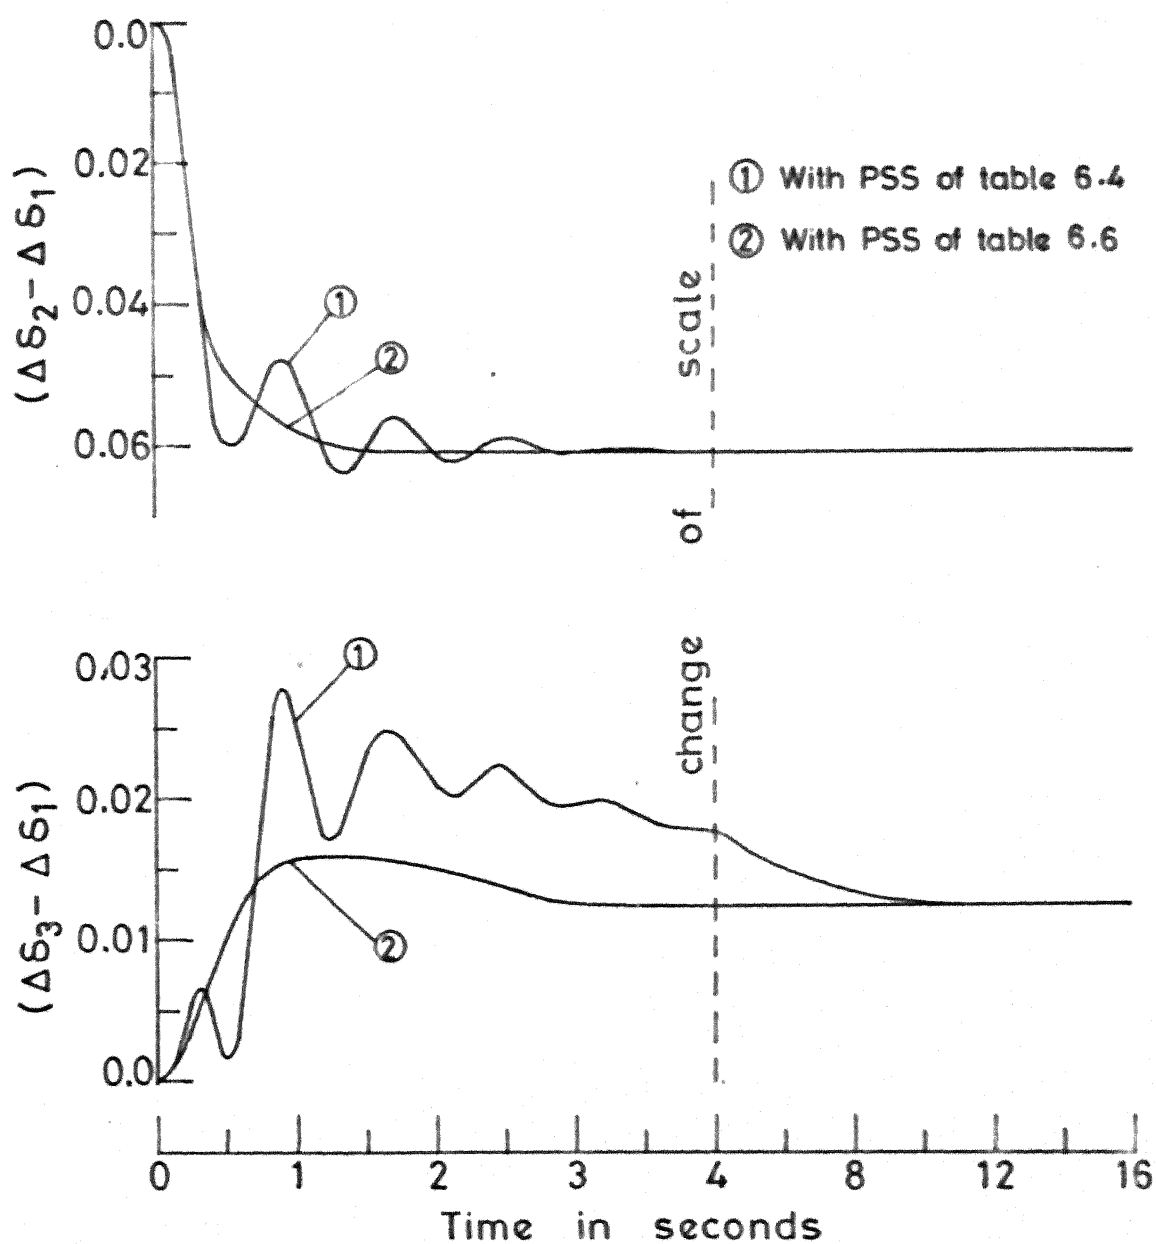 0.0
0.02
0.04
0.06
(Δδ2−Δδ1)
① With PSS of table 6.4
② With PSS of table 6.6
①
②
change of scale
0.03
0.02
0.01
0.0
(Δδ3−Δδ1)
①
②
0 1 2 3 4 8 12 16
Time in seconds